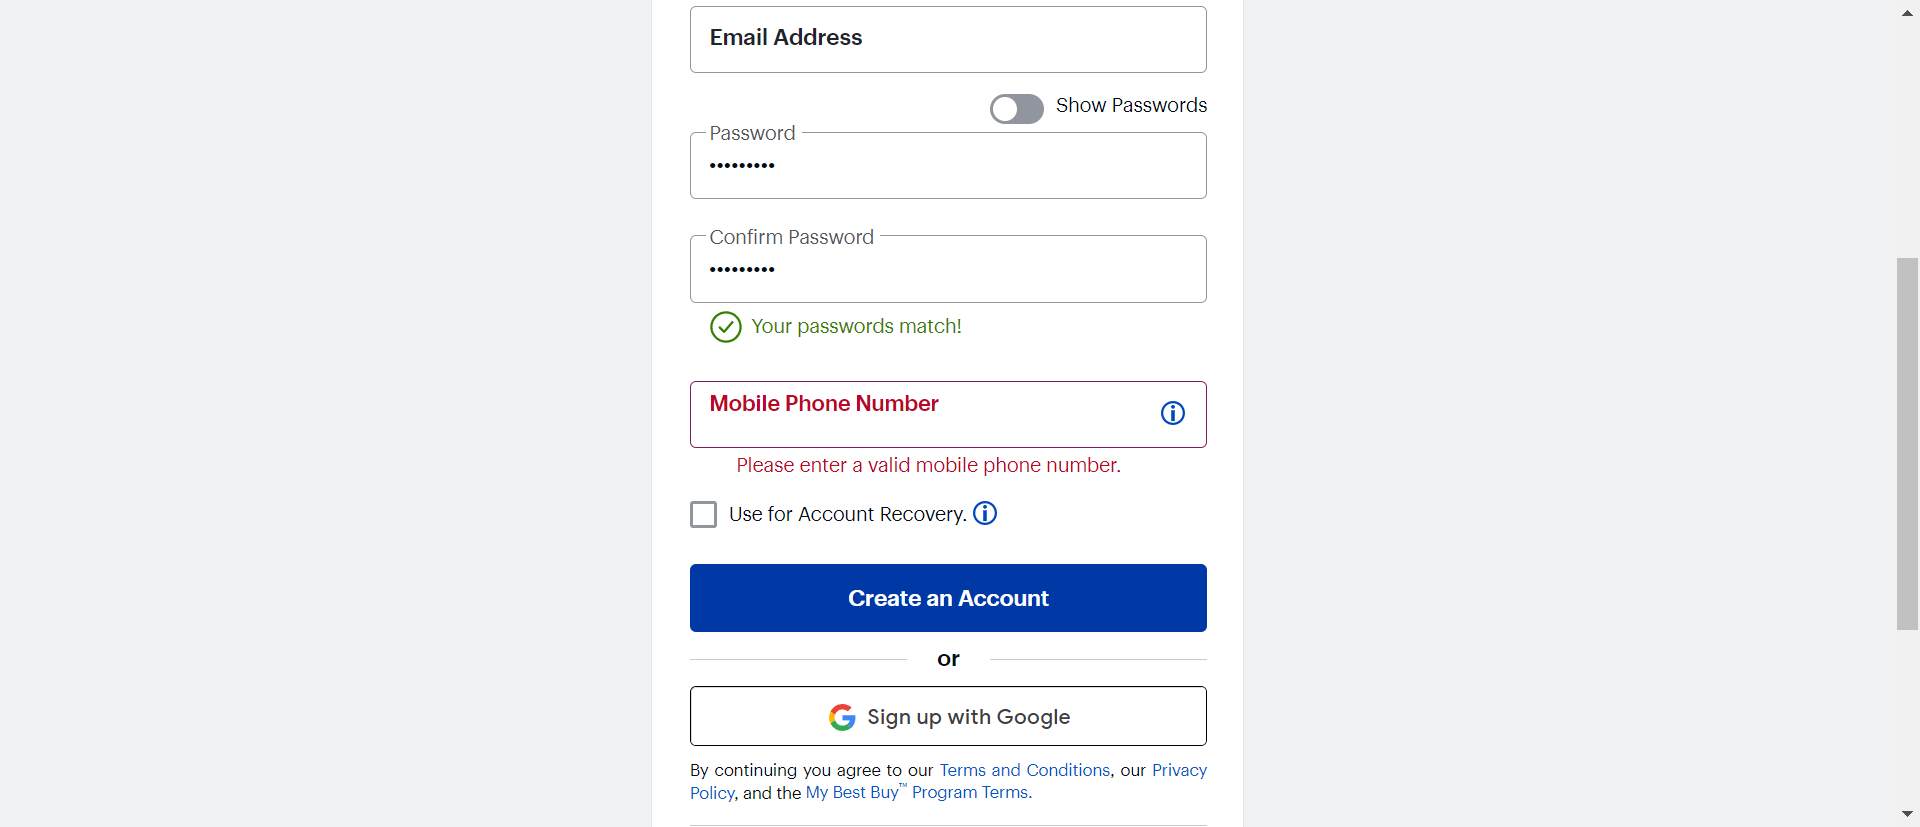 Email Address
Show Passwords
Password
•••••••••
Confirm Password
•••••••••
Your passwords match!
Mobile Phone Number
Please enter a valid mobile phone number.
Use for Account Recovery.
Create an Account
or
Sign up with Google
By continuing you agree to our Terms and Conditions, our Privacy
Policy, and the My Best Buy™ Program Terms.